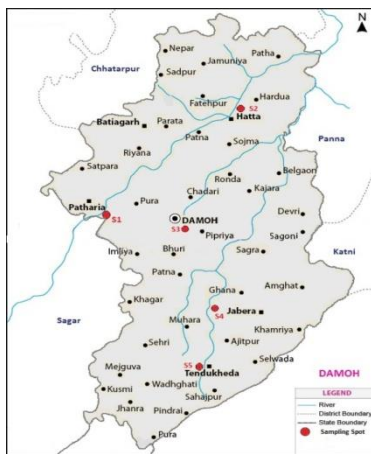 N
Nepar
Patha
Jamuniya
Chhatarpur
Sadpur
Hardua
Fatehpur
S2
Batiagarh
Parata
Hatta
Patna
Riyana
Sojma
Panna
Satpara
Ronda
Belgaon
Kajara
Chadari
Patharia
Pura
S1
DAMOH
Devri
S3
Pipriya
Sagoni
Imliya
Bhuri
Sagra
Katni
Patna
Ghana
Amghat
Khagar
S4
Jabera
Sagar
Muhara
Khamriya
Sehri
Ajitpur
Selwada
Mejguva
S5
Tendukheda
DAMOH
Kusmi
Wadhghati
Sahajpur
Jhanra
Pindrai
Pura
LEGEND
River
District Boundary
State Boundary
Sampling Spot